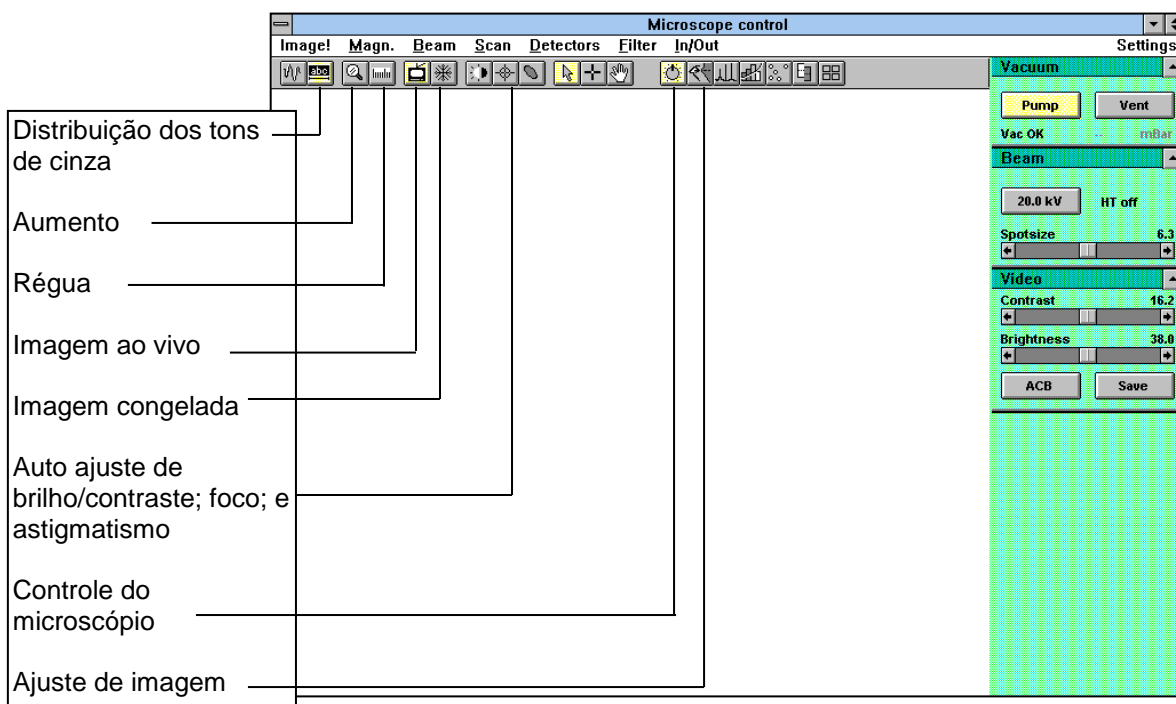 Microscope control
Image! Magn. Beam Scan Detectors Filter In/Out Settings
abc
Vacuum
Pump Vent
Vac OK -- mBar
Beam
20.0 kV HT off
Spotsize 6.3
Video
Contrast 16.2
Brightness 38.0
ACB Save
Distribuição dos tons
de cinza
Aumento
Régua
Imagem ao vivo
Imagem congelada
Auto ajuste de
brilho/contraste; foco; e
astigmatismo
Controle do
microscópio
Ajuste de imagem